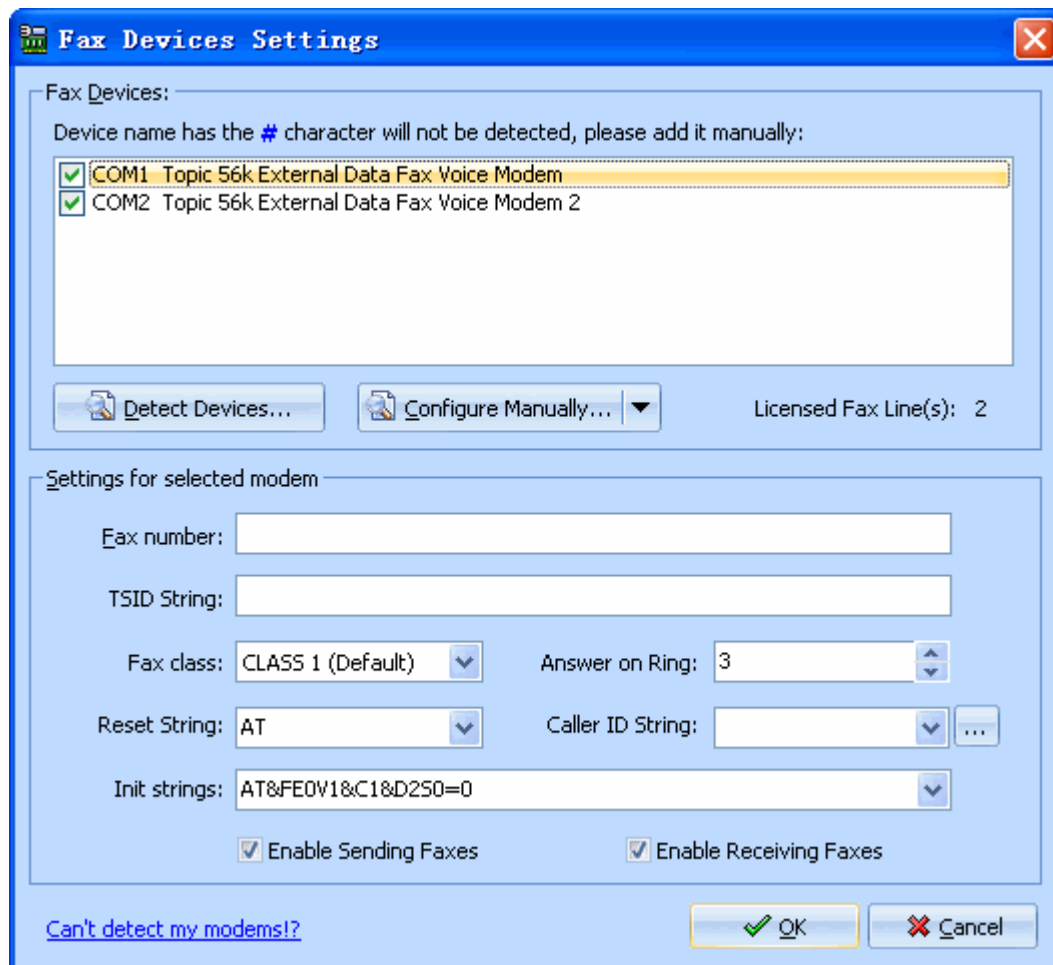 Fax Devices Settings
Fax Devices:
Device name has the # character will not be detected, please add it manually:
COM1 Topic 56k External Data Fax Voice Modem
COM2 Topic 56k External Data Fax Voice Modem 2
Detect Devices... Configure Manually... Licensed Fax Line(s): 2
Settings for selected modem
Fax number:
TSID String:
Fax class: CLASS 1 (Default) Answer on Ring: 3
Reset String: AT Caller ID String: ...
Init strings: AT&FE0V1&C1&D2S0=0
Enable Sending Faxes Enable Receiving Faxes
Can't detect my modems!? OK Cancel